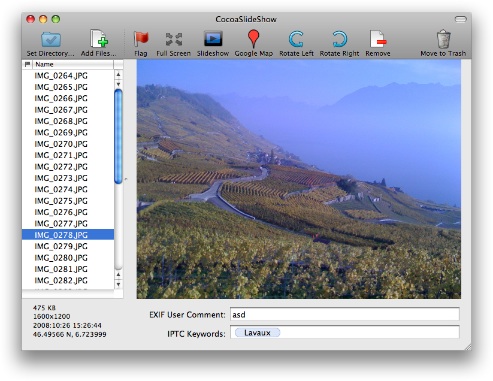 CocoaSlideShow
Set Directory... Add Files... Flag Full Screen Slideshow Google Map Rotate Left Rotate Right Remove Move to Trash
Name
IMG_0264.JPG
IMG_0265.JPG
IMG_0266.JPG
IMG_0267.JPG
IMG_0268.JPG
IMG_0269.JPG
IMG_0270.JPG
IMG_0271.JPG
IMG_0272.JPG
IMG_0273.JPG
IMG_0274.JPG
IMG_0275.JPG
IMG_0276.JPG
IMG_0277.JPG
IMG_0278.JPG
IMG_0279.JPG
IMG_0280.JPG
IMG_0281.JPG
IMG_0282.JPG
475 KB
1600x1200
2008:10:26 15:26:44
46.49566 N, 6.723999
EXIF User Comment: asd
IPTC Keywords: Lavaux